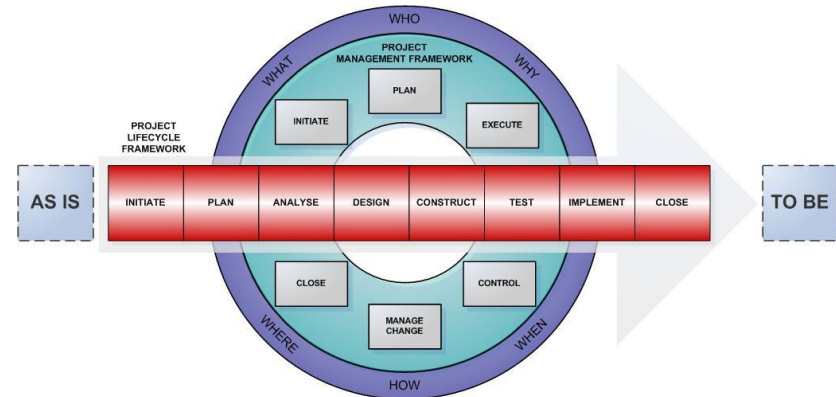 WHO
WHAT
WHY
PROJECT
MANAGEMENT FRAMEWORK
PLAN
INITIATE
EXECUTE
PROJECT
LIFECYCLE
FRAMEWORK
AS IS
INITIATE
PLAN
ANALYSE
DESIGN
CONSTRUCT
TEST
IMPLEMENT
CLOSE
TO BE
CLOSE
CONTROL
MANAGE
CHANGE
WHERE
WHEN
HOW